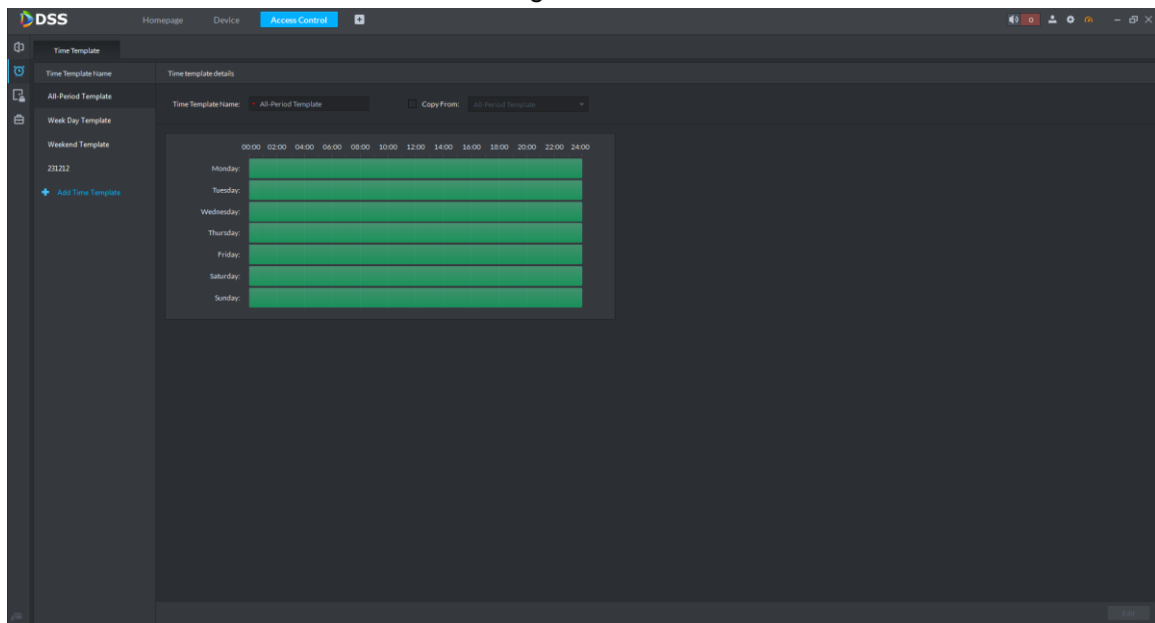 DSS Homepage Device Access Control 0
Time Template
Time Template Name Time template details
All-Period Template
Time Template Name: * All-Period Template Copy From: All-Period Template
Week Day Template
Weekend Template
00:00 02:00 04:00 06:00 08:00 10:00 12:00 14:00 16:00 18:00 20:00 22:00 24:00
231212
Monday:
Add Time Template
Tuesday:
Wednesday:
Thursday:
Friday:
Saturday:
Sunday:
Edit